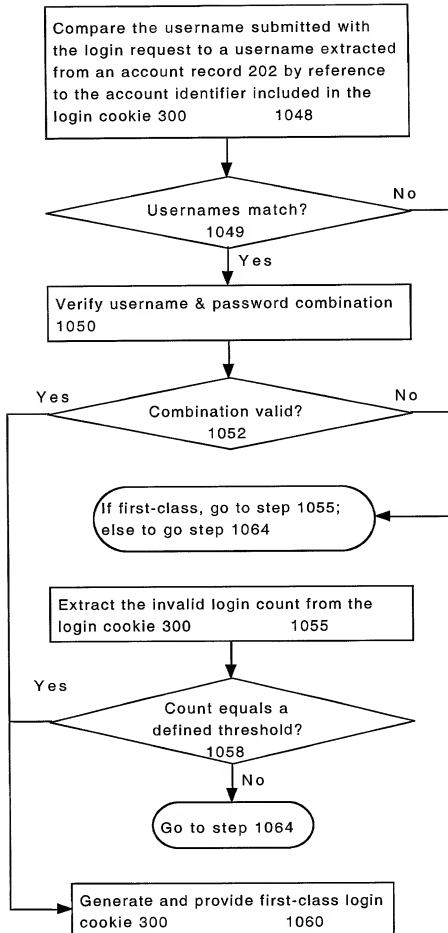 Compare the username submitted with
the login request to a username extracted
from an account record 202 by reference
to the account identifier included in the
login cookie 300 1048
No
Usernames match?
1049
Yes
Verify username & password combination
1050
Yes
No
Combination valid?
1052
If first-class, go to step 1055;
else to go step 1064
Extract the invalid login count from the
login cookie 300 1055
Yes
Count equals a
defined threshold?
1058
No
Go to step 1064
Generate and provide first-class login
cookie 300 1060